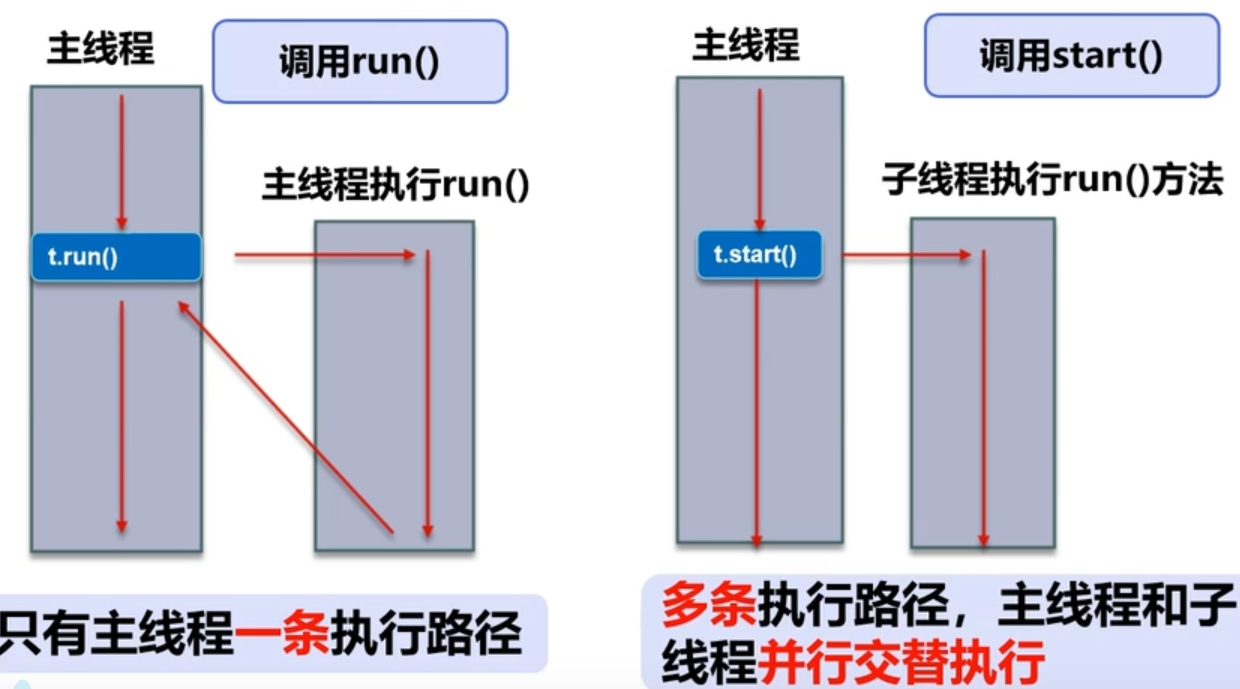 主线程
调用run()
主线程执行run()
t.run()
只有主线程一条执行路径
主线程
调用start()
子线程执行run()方法
t.start()
多条执行路径，主线程和子
线程并行交替执行